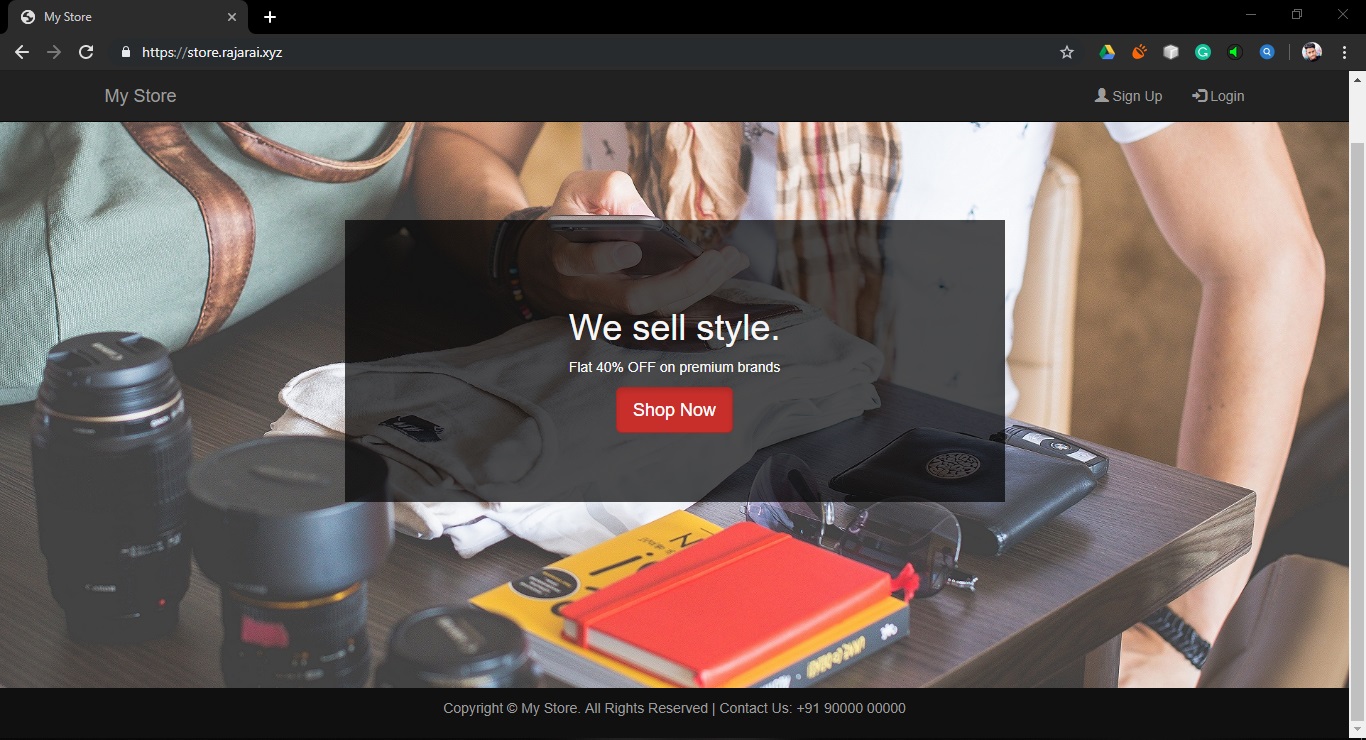 My Store
https://store.rajarai.xyz
My Store
Sign Up
Login
We sell style.
Flat 40% OFF on premium brands
Shop Now
Copyright © My Store. All Rights Reserved | Contact Us: +91 90000 00000